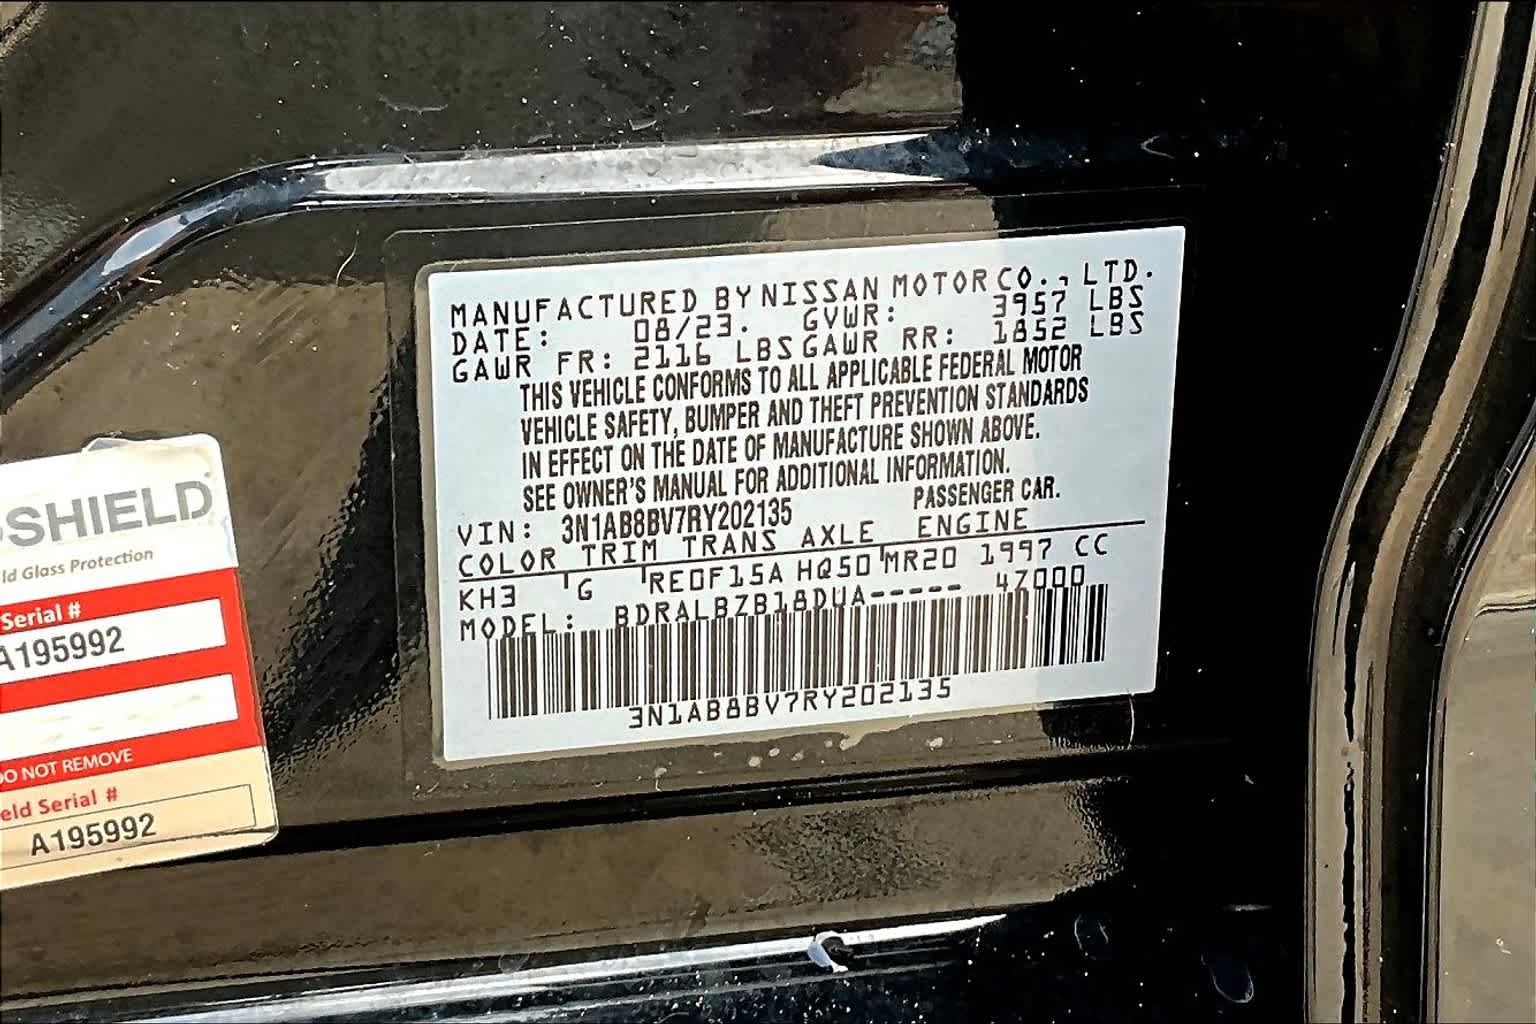 MANUFACTURED BY NISSAN MOTOR CO., LTD.
DATE: 08/23. GVWR: 3957 LBS
GAWR FR: 2116 LBS GAWR RR: 1852 LBS
THIS VEHICLE CONFORMS TO ALL APPLICABLE FEDERAL MOTOR
VEHICLE SAFETY, BUMPER AND THEFT PREVENTION STANDARDS
IN EFFECT ON THE DATE OF MANUFACTURE SHOWN ABOVE.
SEE OWNER'S MANUAL FOR ADDITIONAL INFORMATION.
PASSENGER CAR.
VIN: 3N1AB8BV7RY202135
COLOR TRIM TRANS AXLE ENGINE
KH3 G RE0F15A HQ50 MR20 1997 CC
MODEL: BDRALBZB18DUA----- 4Z000
3N1AB8BV7RY202135
SHIELD
ld Glass Protection
Serial #
A195992
DO NOT REMOVE
eld Serial #
A195992